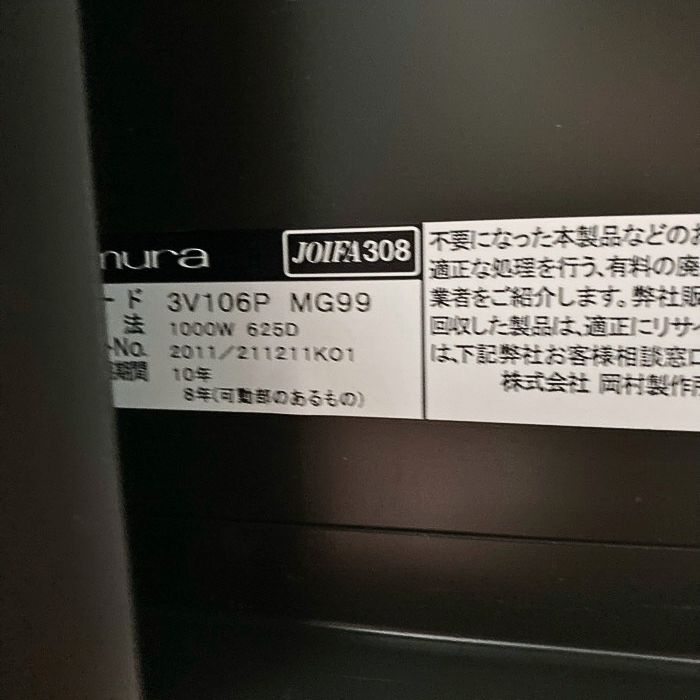 mura
JOIFA308
ード 3V106P MG99
法 1000W 625D
No. 2011/211211K01
期間 10年
8年(可動部のあるもの)
不要になった本製品などの
適正な処理を行う、有料の廃
業者をご紹介します。弊社販
回収した製品は、適正にリサ
は、下記弊社お客様相談窓口
株式会社 岡村製作所